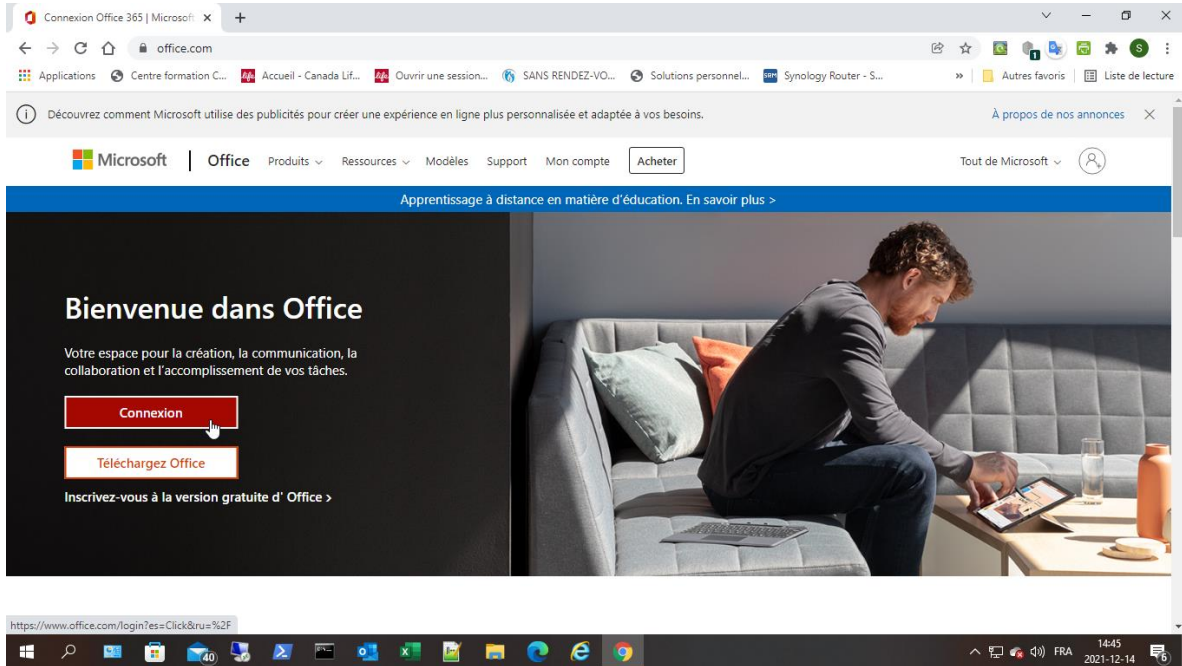 Connexion Office 365 | Microsoft
office.com
1
S
Applications
Centre formation C...
Life
Accueil - Canada Lif...
Life
Ouvrir une session...
SANS RENDEZ-VO...
Solutions personnel...
SRM
Synology Router - S...
»
Autres favoris
Liste de lecture
Découvrez comment Microsoft utilise des publicités pour créer une expérience en ligne plus personnalisée et adaptée à vos besoins.
À propos de nos annonces
Microsoft | Office
Produits
Ressources
Modèles
Support
Mon compte
Acheter
Tout de Microsoft
Apprentissage à distance en matière d'éducation. En savoir plus >
Bienvenue dans Office
Votre espace pour la création, la communication, la
collaboration et l'accomplissement de vos tâches.
Connexion
Téléchargez Office
Inscrivez-vous à la version gratuite d' Office >
https://www.office.com/login?es=Click&ru=%2F
40
FRA
14:45
2021-12-14
6